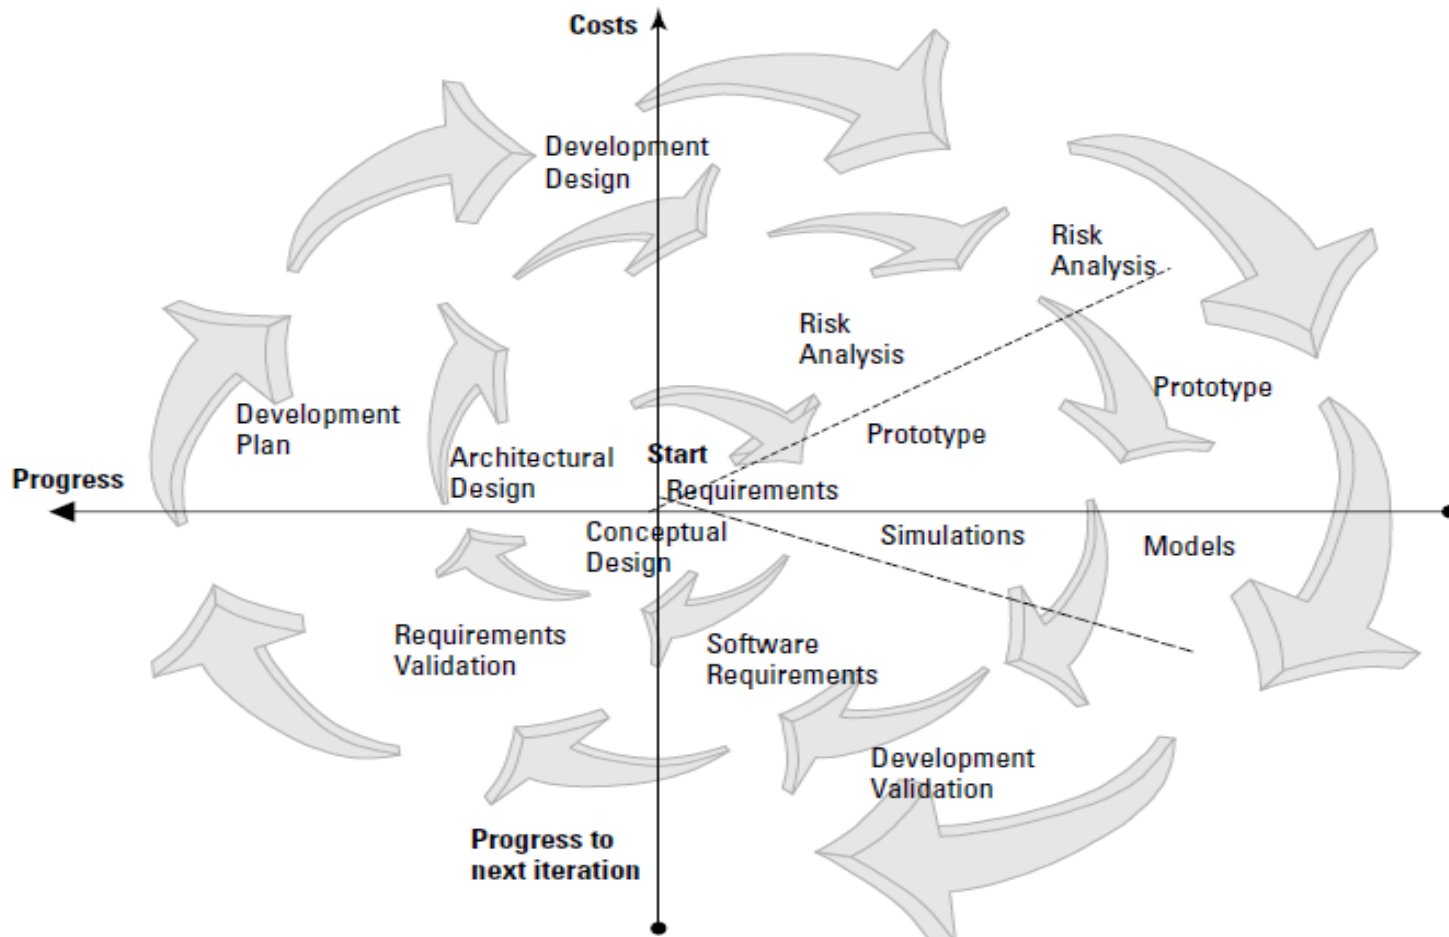 Costs
Development
Design
Risk
Analysis
Risk
Analysis
Prototype
Development
Plan
Prototype
Start
Architectural
Design
Progress
Requirements
Conceptual
Design
Simulations
Models
Requirements
Validation
Software
Requirements
Development
Validation
Progress to
next iteration